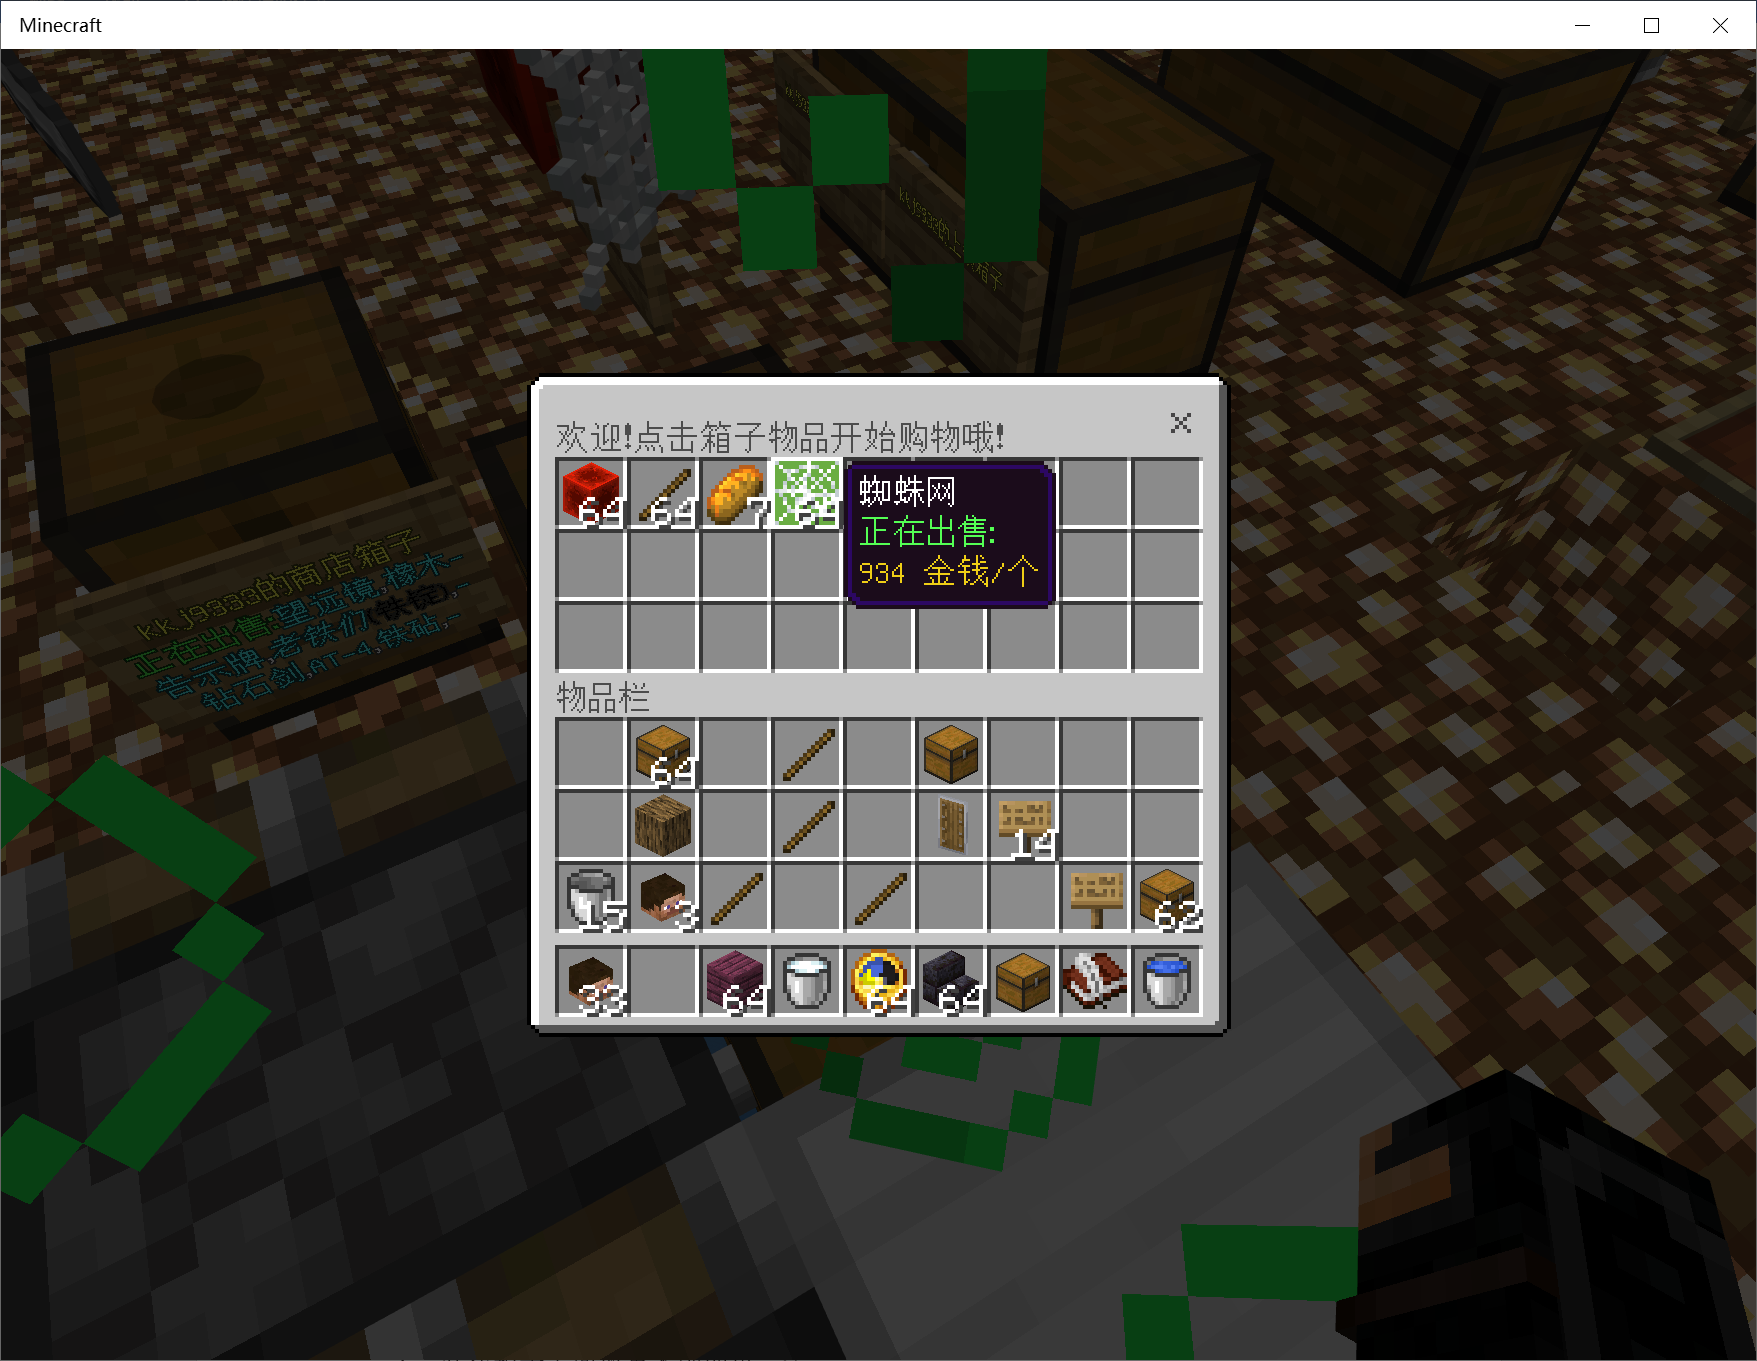 Minecraft
欢迎!点击箱子物品开始购物哦!
64
64
7
64
蜘蛛网
正在出售:
934 金钱/个
kkj9333的商店箱子
正在出售:望远镜,橡木-
告示牌,老铁们(铁锭),-
钻石剑,AT-4,铁砧,-
物品栏
64
14
15
3
62
33
64
64
64